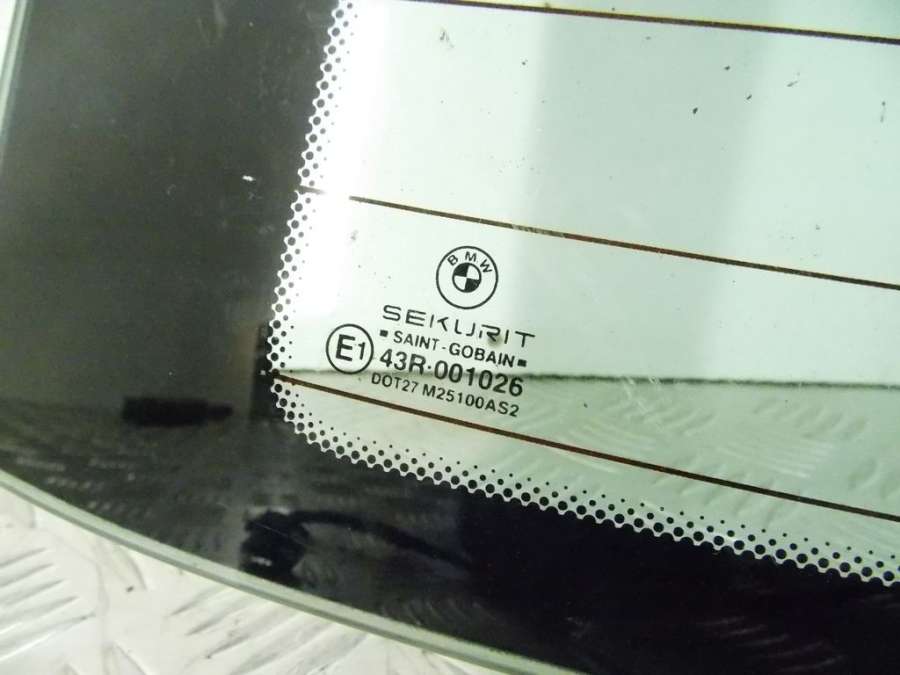 BMW
SEKURIT
SAINT-GOBAIN
E1
43R-001026
DOT27 M25100AS2